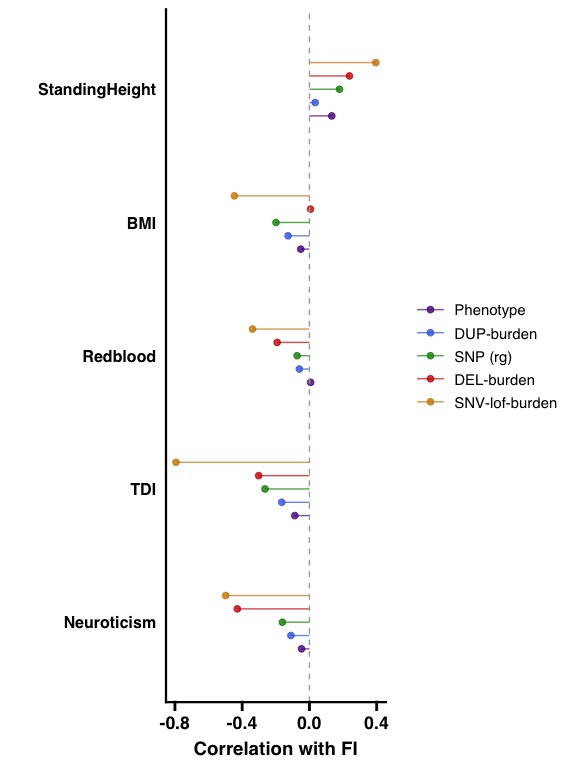 StandingHeight
BMI
Redblood
TDI
Neuroticism
Phenotype
DUP-burden
SNP (rg)
DEL-burden
SNV-lof-burden
-0.8 -0.4 0.0 0.4
Correlation with FI